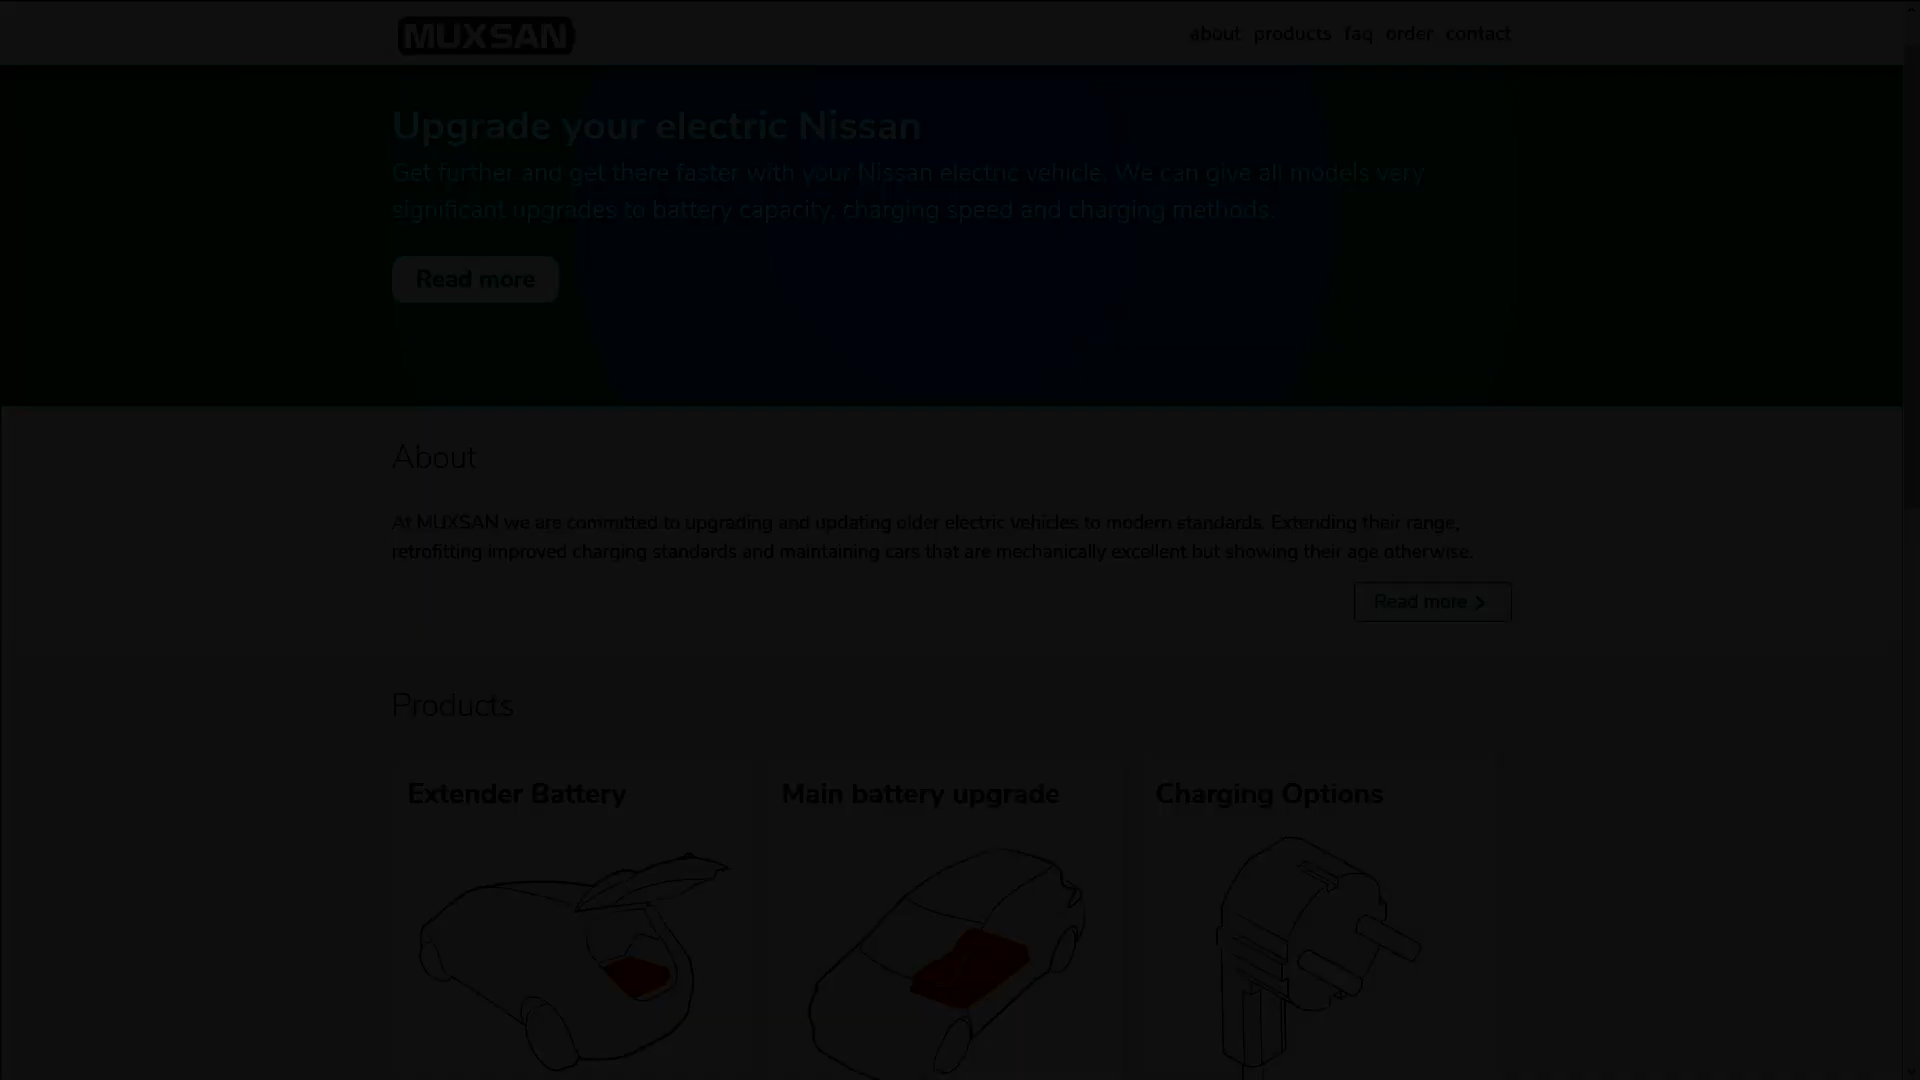 MUXSAN
about products faq order contact
Upgrade your electric Nissan
Get further and get there faster with your Nissan electric vehicle. We can give all models very
significant upgrades to battery capacity, charging speed and charging methods.
Read more
About
At MUXSAN we are committed to upgrading and updating older electric vehicles to modern standards. Extending their range,
retrofitting improved charging standards and maintaining cars that are mechanically excellent but showing their age otherwise.
Read more
Products
Extender Battery
Main battery upgrade
Charging Options